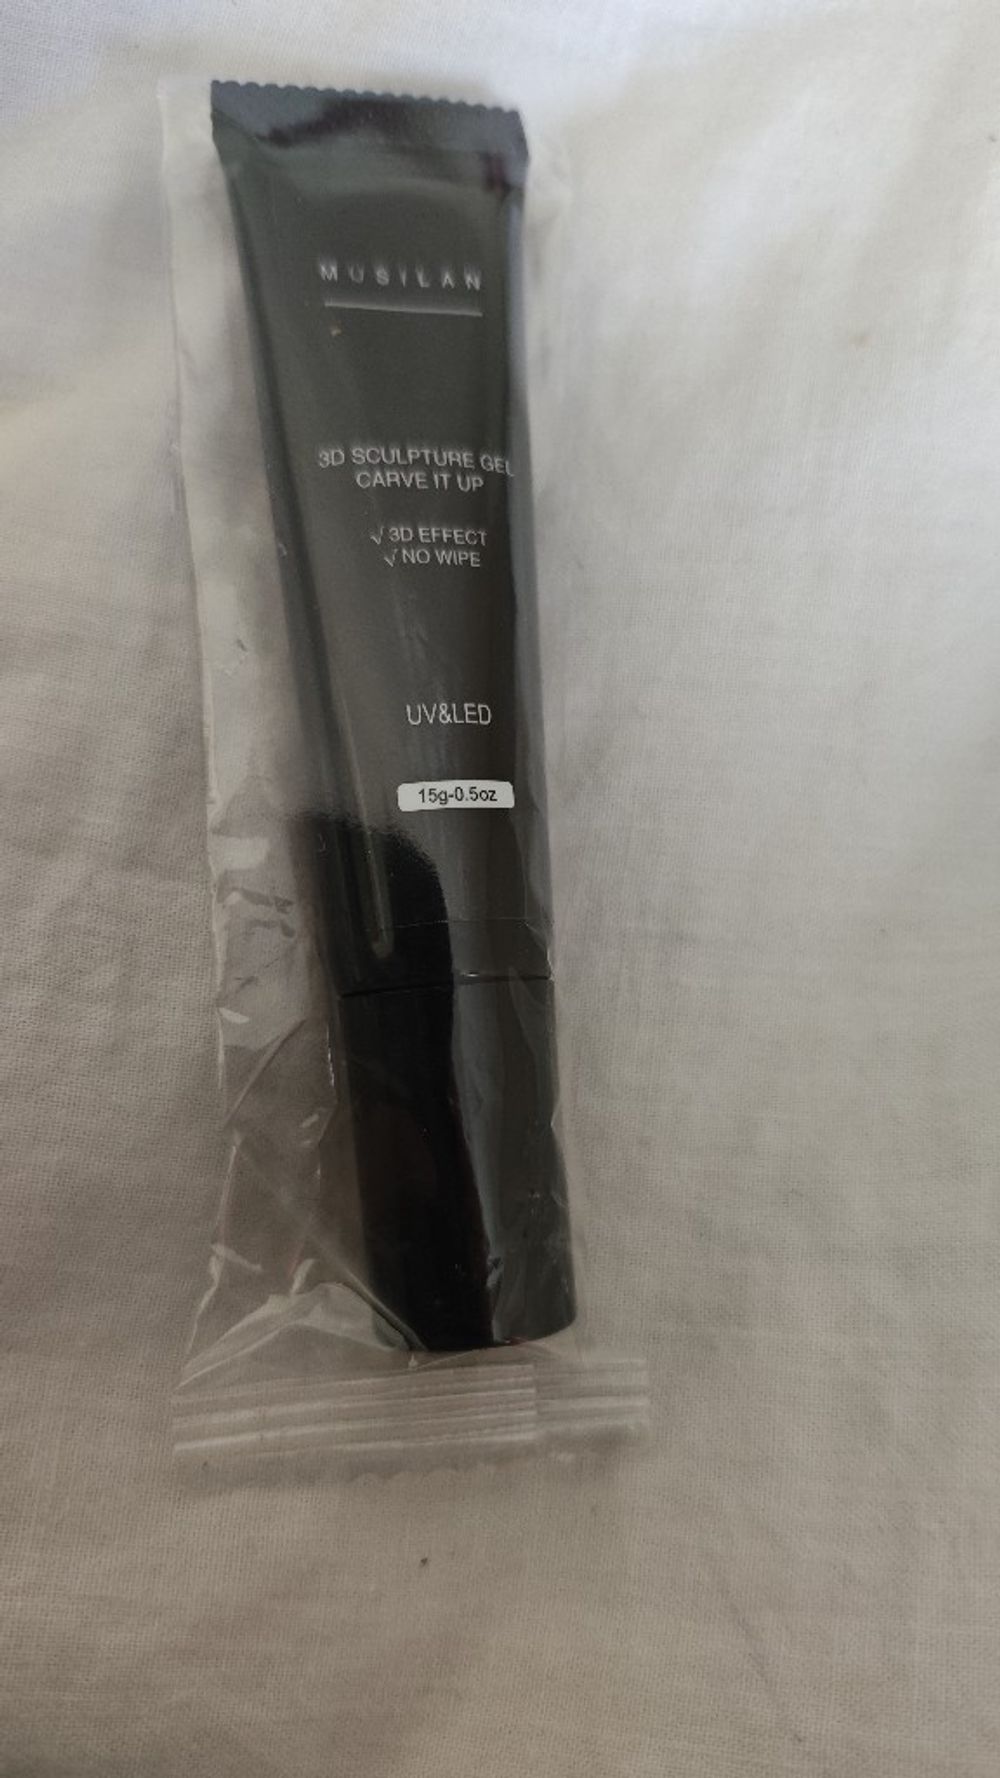 MUSILAN
3D SCULPTURE GEL
CARVE IT UP
√ 3D EFFECT
√ NO WIPE
UV&LED
15g-0.5oz